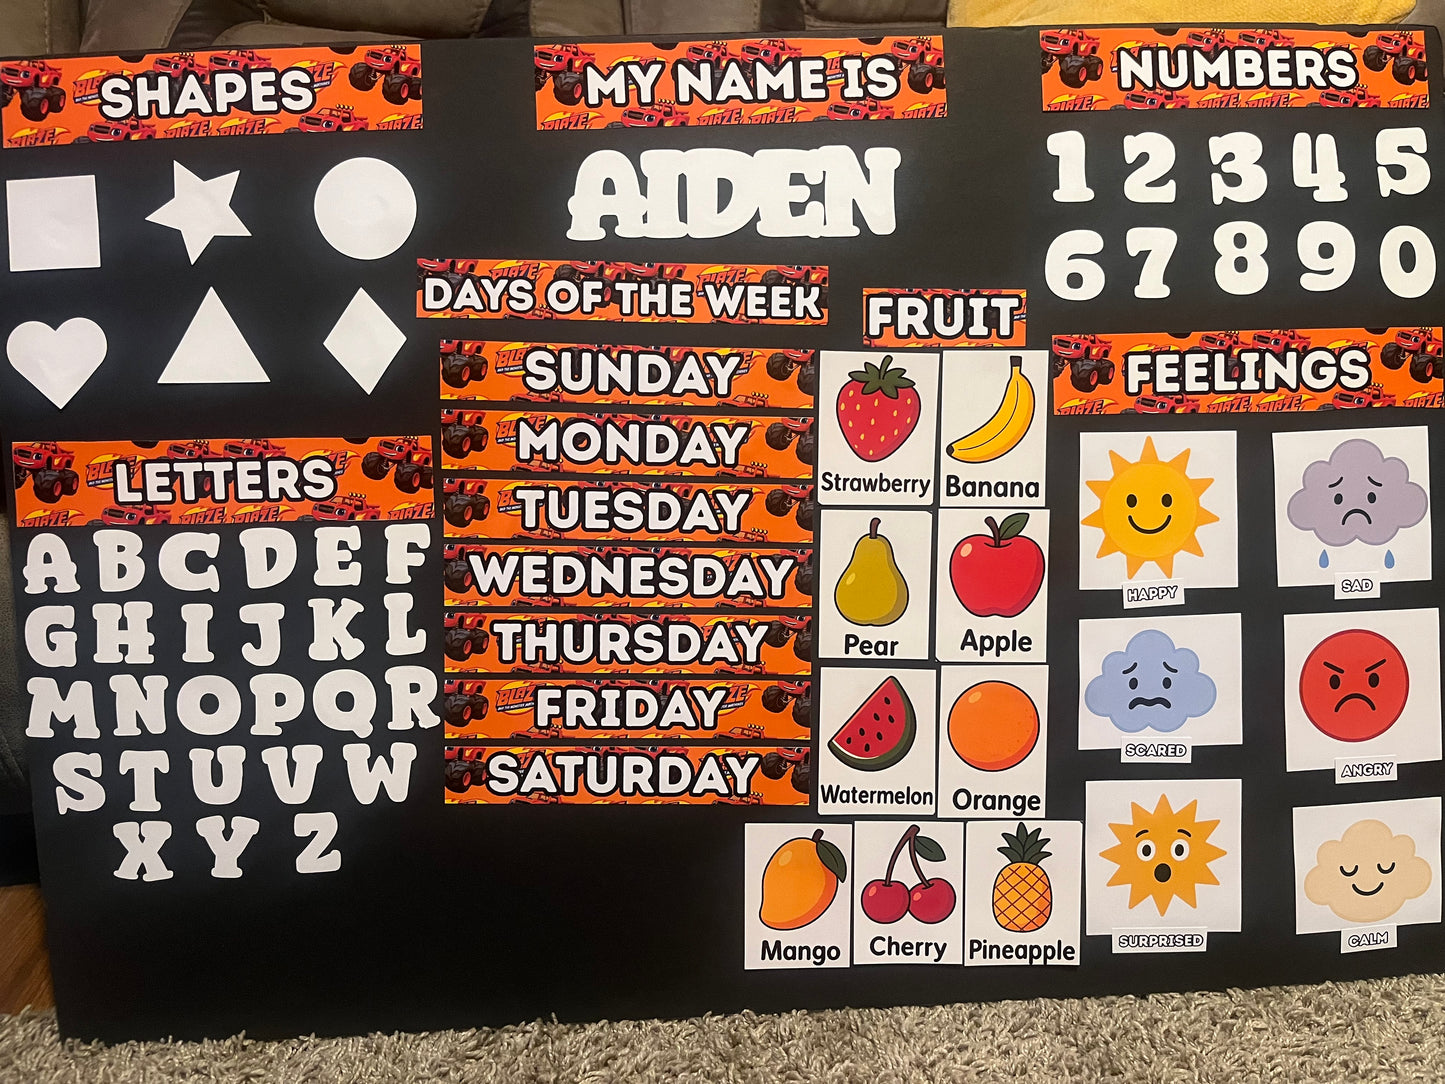 SHAPES
MY NAME IS
AIDEN
NUMBERS
1 2 3 4 5
6 7 8 9 0
DAYS OF THE WEEK
SUNDAY
MONDAY
TUESDAY
WEDNESDAY
THURSDAY
FRIDAY
SATURDAY
FRUIT
Strawberry
Banana
Pear
Apple
Watermelon
Orange
Mango
Cherry
Pineapple
FEELINGS
HAPPY
SAD
SCARED
ANGRY
SURPRISED
CALM
LETTERS
A B C D E F
G H I J K L
M N O P Q R
S T U V W
X Y Z
BLAZE